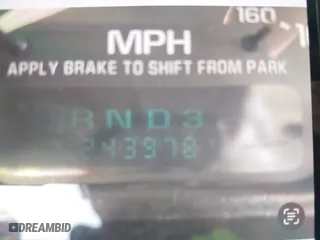 160
MPH
APPLY BRAKE TO SHIFT FROM PARK
R N D 3
243978
DREAMBID